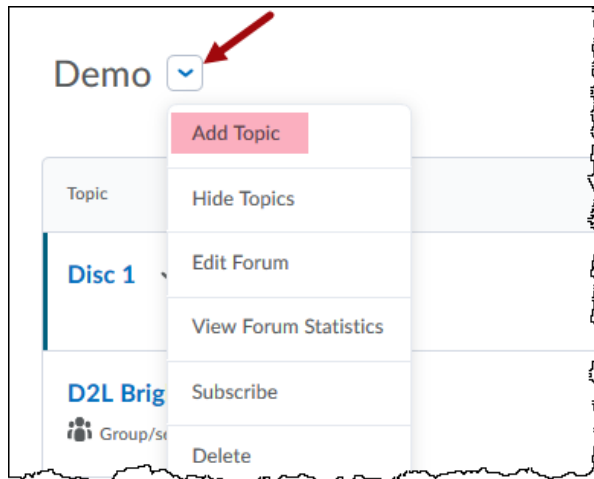 Demo
Add Topic
Topic
Hide Topics
Disc 1
Edit Forum
View Forum Statistics
D2L Brig
Subscribe
Group/se
Delete